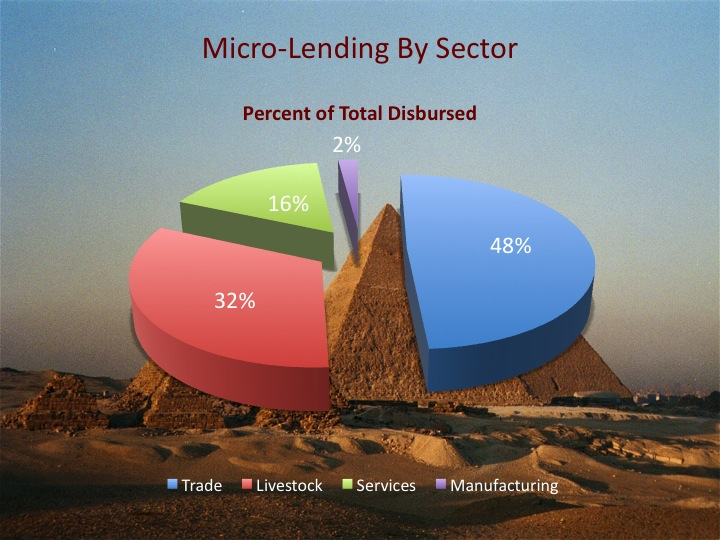 Micro-Lending By Sector
Percent of Total Disbursed
2%
16%
48%
32%
Trade Livestock Services Manufacturing